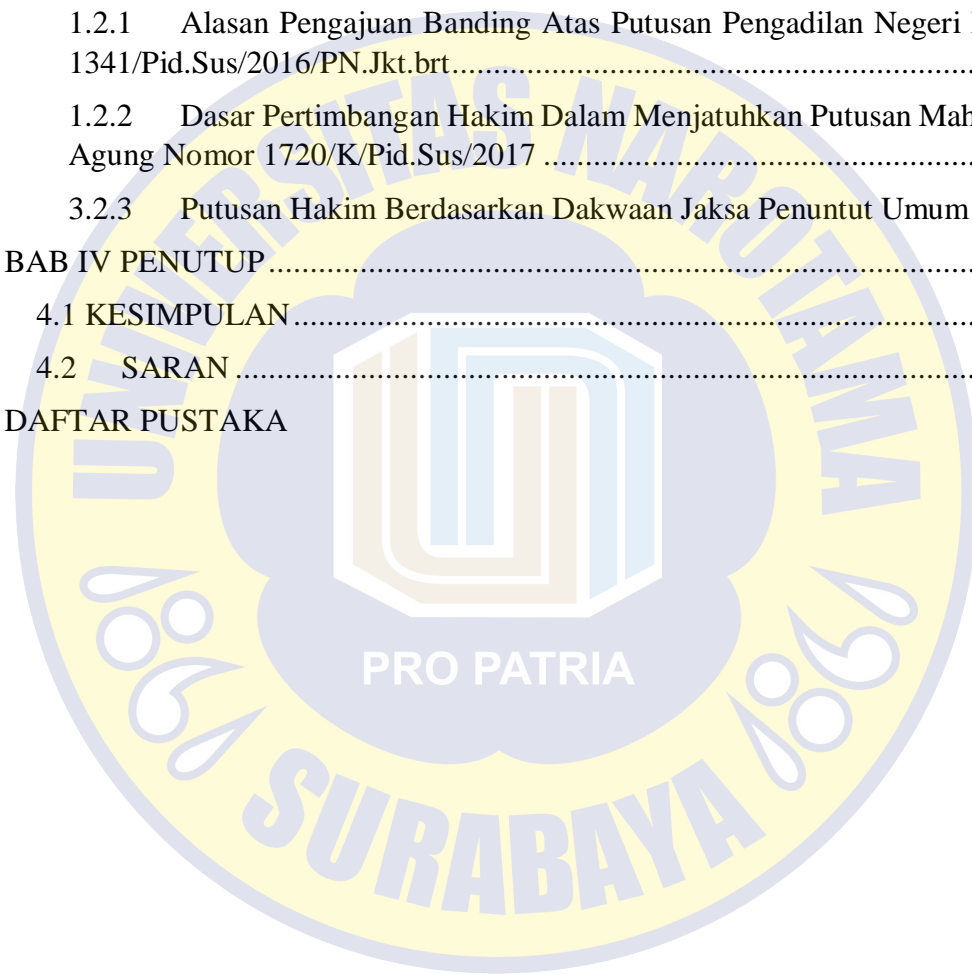 1.2.1 Alasan Pengajuan Banding Atas Putusan Pengadilan Negeri
1341/Pid.Sus/2016/PN.Jkt.brt........................................................
1.2.2 Dasar Pertimbangan Hakim Dalam Menjatuhkan Putusan
Agung Nomor 1720/K/Pid.Sus/2017 ........................................................
3.2.3 Putusan Hakim Berdasarkan Dakwaan Jaksa Penuntut Umum
BAB IV PENUTUP........................................................
4.1 KESIMPULAN........................................................
4.2 SARAN ........................................................
DAFTAR PUSTAKA
UNIVERSITAS NAROTAMA
PRO PATRIA
SURABAYA